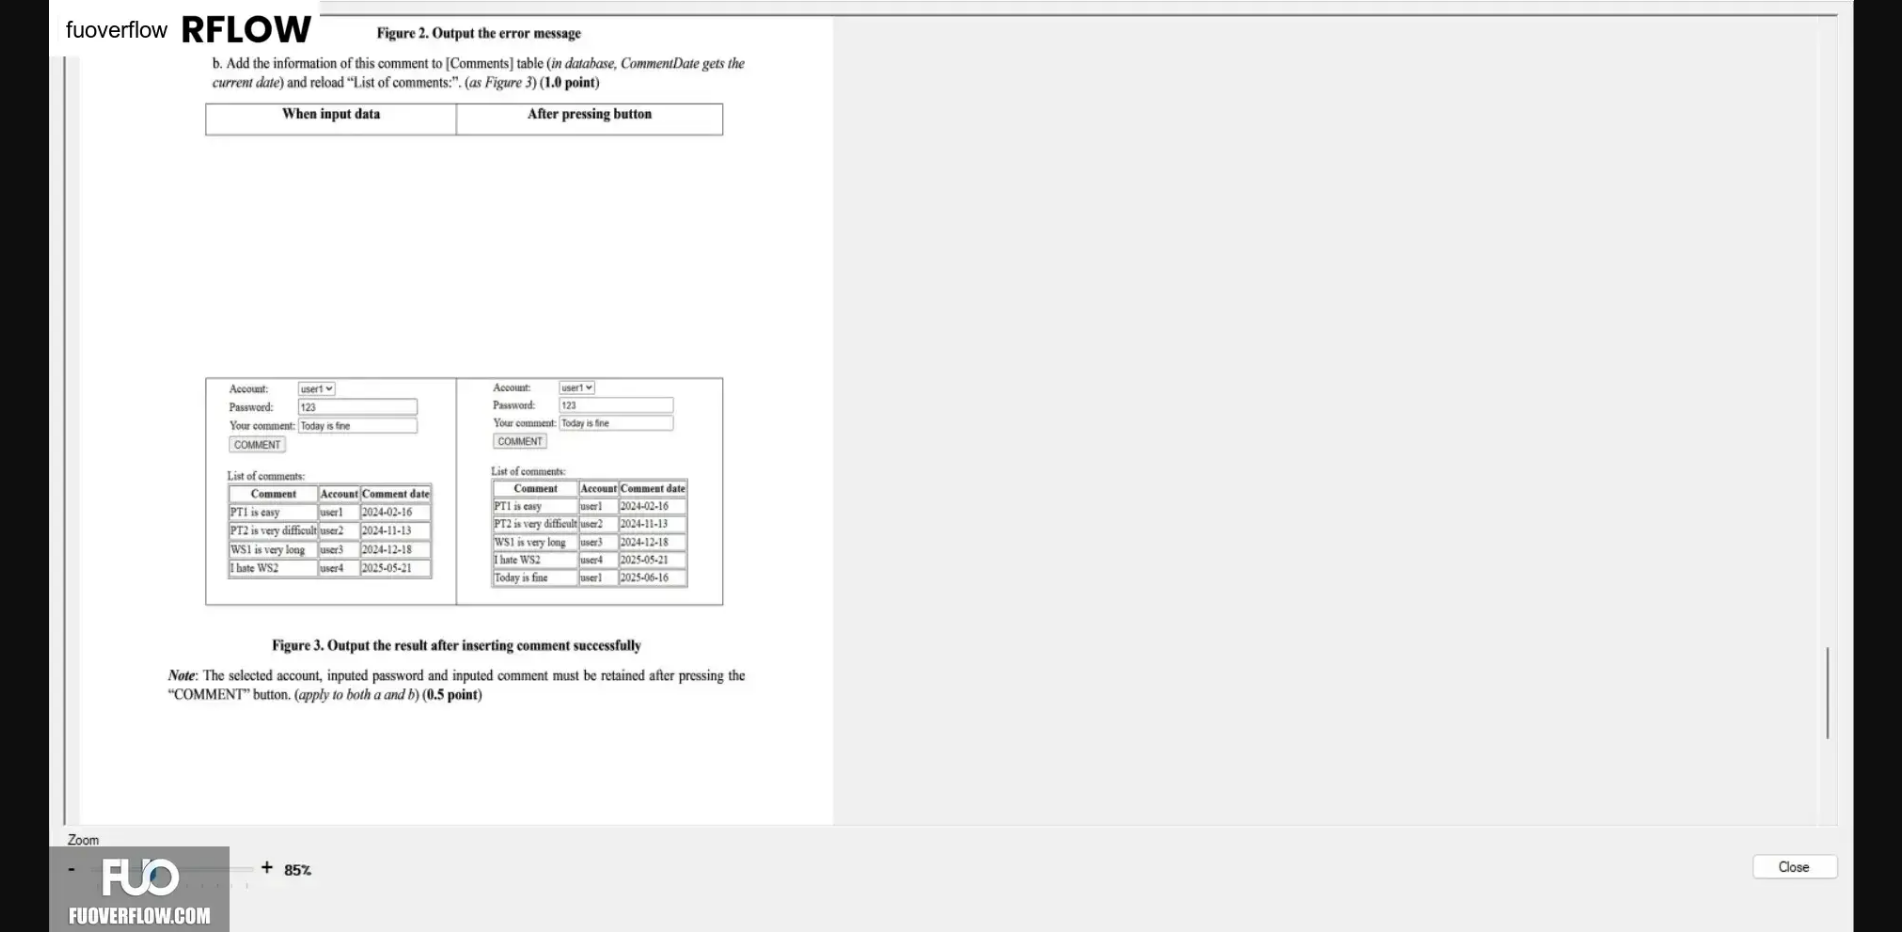 fuoverflow RFLOW
Figure 2. Output the error message
b. Add the information of this comment to [Comments] table (in database, CommentDate gets the
current date) and reload “List of comments:”. (as Figure 3) (1.0 point)
When input data After pressing button
Account: user1
Password: 123
Your comment: Today is fine
COMMENT
List of comments:
Comment Account Comment date
PT1 is easy user1 2024-02-16
PT2 is very difficult user2 2024-11-13
WS1 is very long user3 2024-12-18
I hate WS2 user4 2025-05-21
Account: user1
Password: 123
Your comment: Today is fine
COMMENT
List of comments:
Comment Account Comment date
PT1 is easy user1 2024-02-16
PT2 is very difficult user2 2024-11-13
WS1 is very long user3 2024-12-18
I hate WS2 user4 2025-05-21
Today is fine user1 2025-06-16
Figure 3. Output the result after inserting comment successfully
Note: The selected account, inputed password and inputed comment must be retained after pressing the
“COMMENT” button. (apply to both a and b) (0.5 point)
Zoom
- + 85%
Close
FUO
FUOVERFLOW.COM